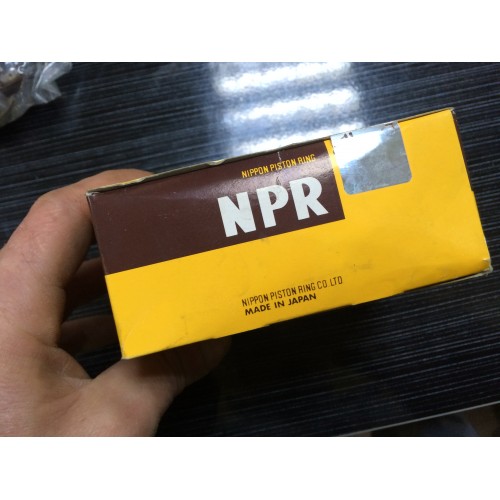 NIPPON PISTON RING
NPR
NIPPON PISTON RING CO.LTD
MADE IN JAPAN